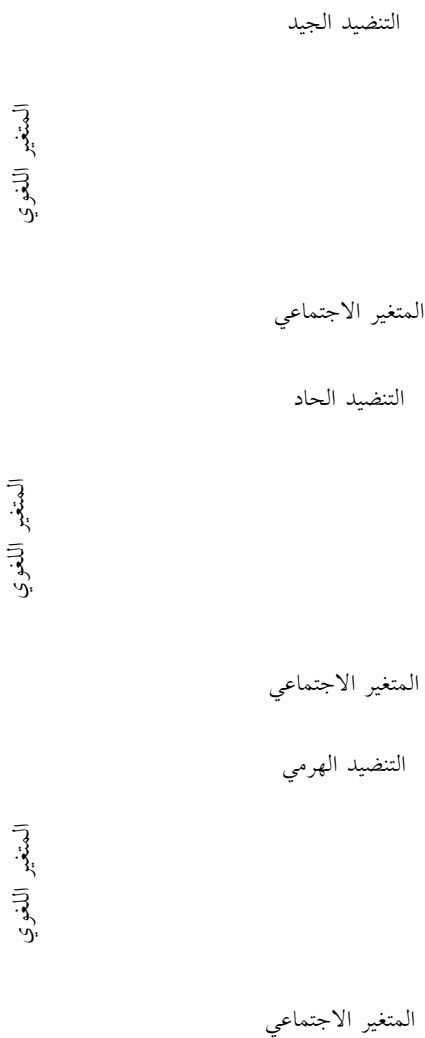 التنضيد الجيد
المتغير اللغوي
المتغير الاجتماعي
التنضيد الحاد
المتغير اللغوي
المتغير الاجتماعي
التنضيد الهرمي
المتغير اللغوي
المتغير الاجتماعي